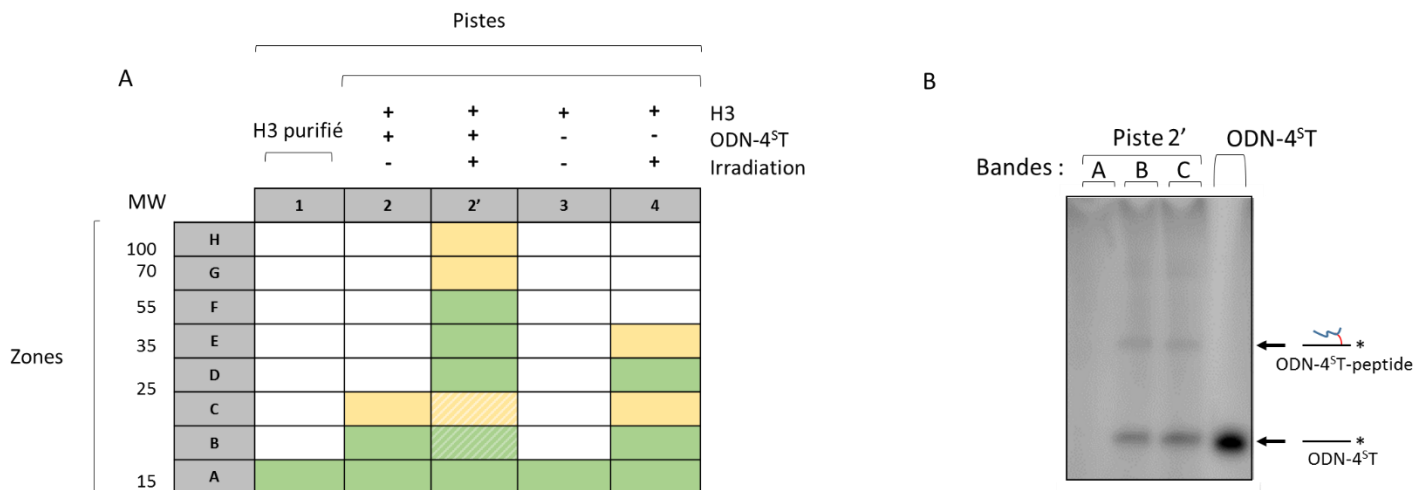 Pistes
A
+ + + + H3
H3 purifié + + - - ODN-4ˢT
- + - + Irradiation
MW 1 2 2’ 3 4
H
100
70 G
55 F
E
35
D
25
C
B
15 A
Zones
B
Piste 2’ ODN-4ˢT
Bandes : A B C
*
ODN-4ˢT-peptide
*
ODN-4ˢT